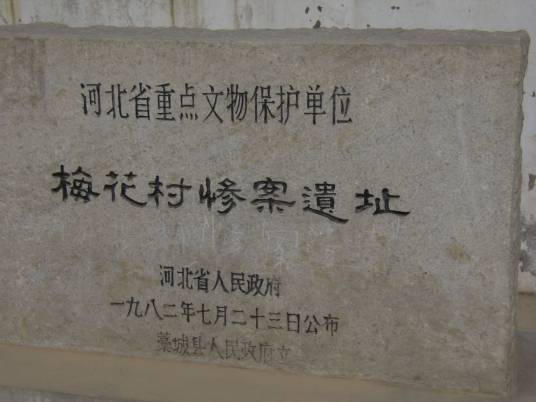 河北省重点文物保护单位
梅花村惨案遺址
河北省人民政府
一九八二年七月二十三日公布
藁城县人民政府立